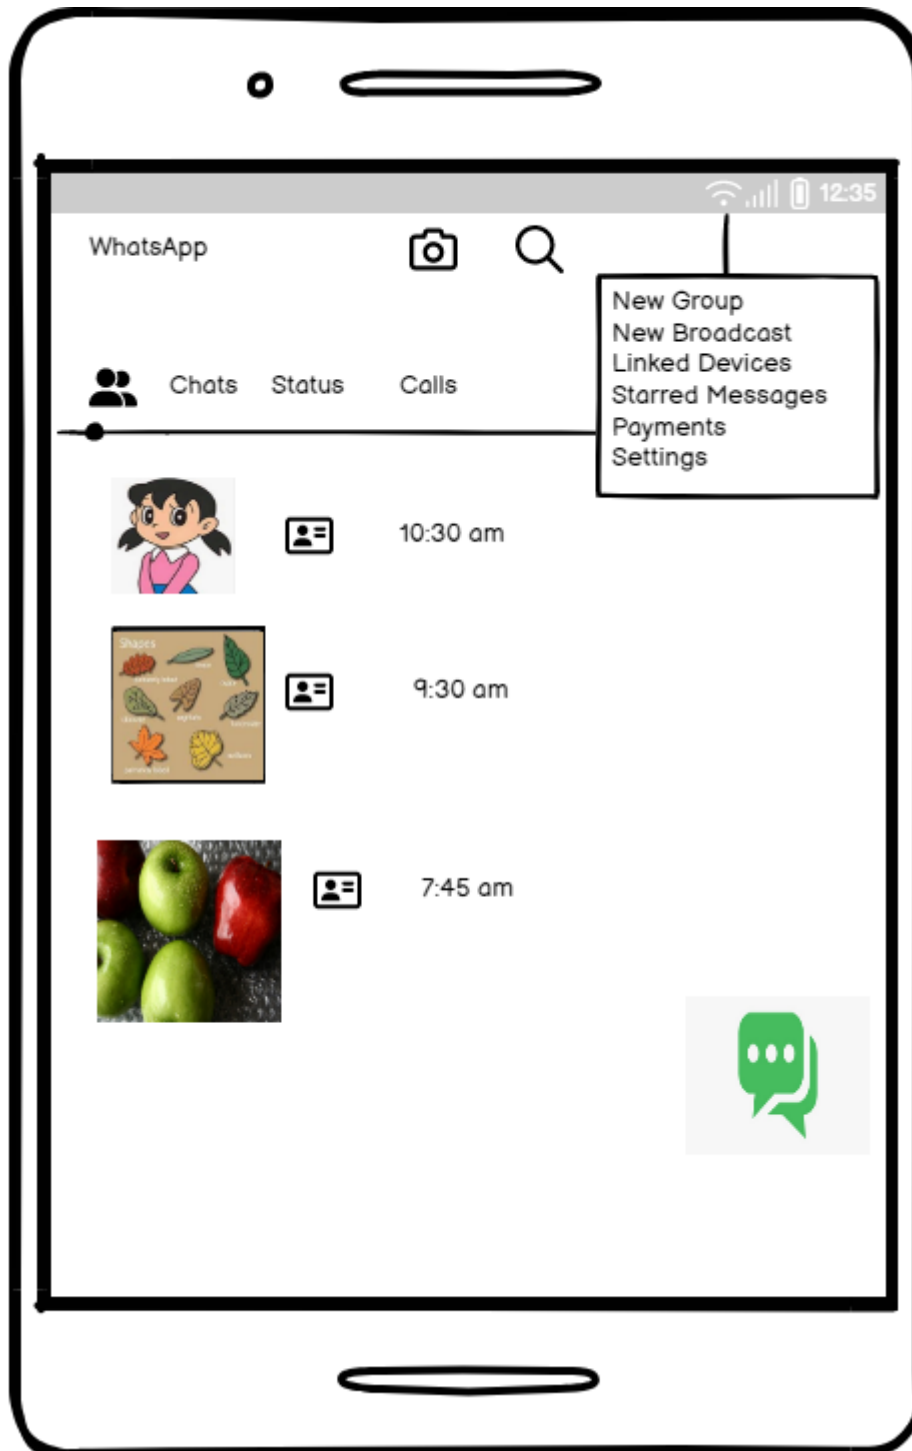 12:35
WhatsApp
New Group
New Broadcast
Linked Devices
Starred Messages
Payments
Settings
Chats Status Calls
10:30 am
Shapes
9:30 am
7:45 am